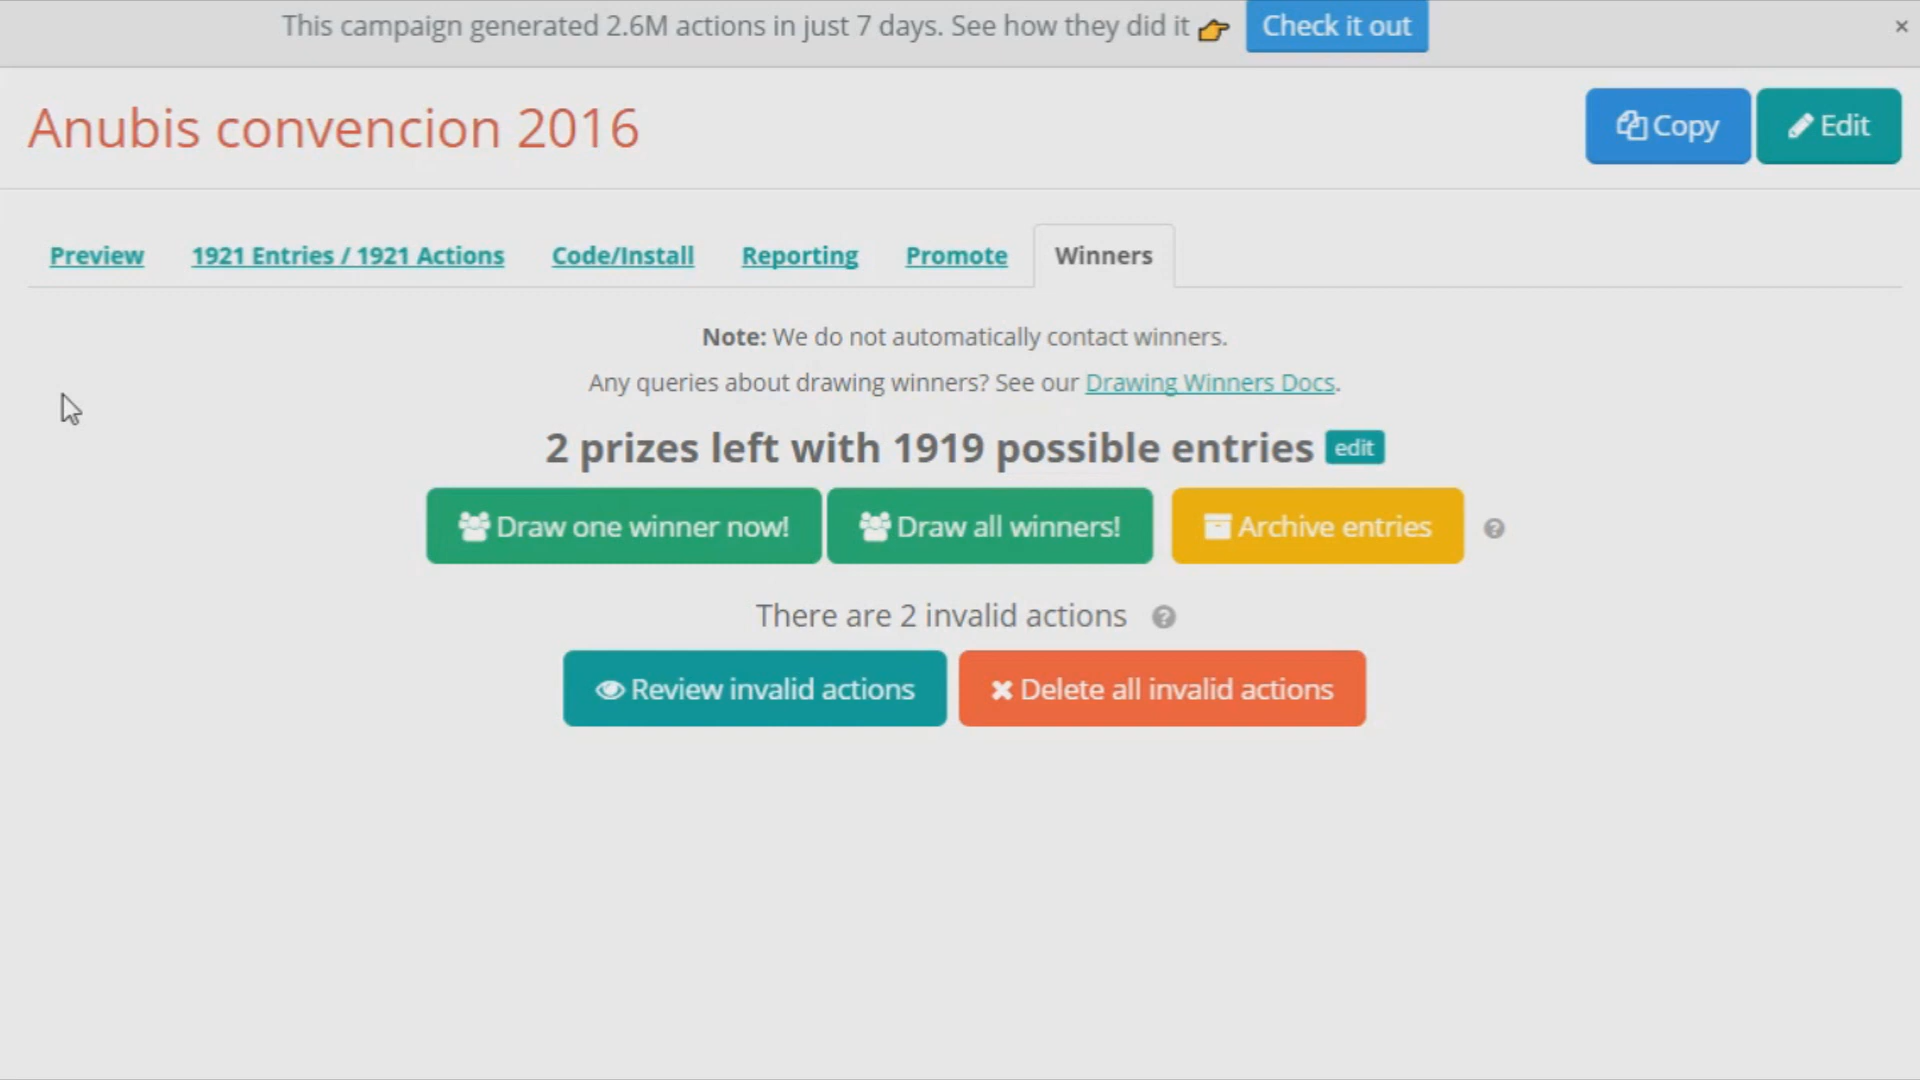 This campaign generated 2.6M actions in just 7 days. See how they did it 👉 Check it out ×
Anubis convencion 2016
Copy Edit
Preview 1921 Entries / 1921 Actions Code/Install Reporting Promote Winners
Note: We do not automatically contact winners.
Any queries about drawing winners? See our Drawing Winners Docs.
2 prizes left with 1919 possible entries edit
Draw one winner now! Draw all winners! Archive entries ?
There are 2 invalid actions ?
Review invalid actions Delete all invalid actions